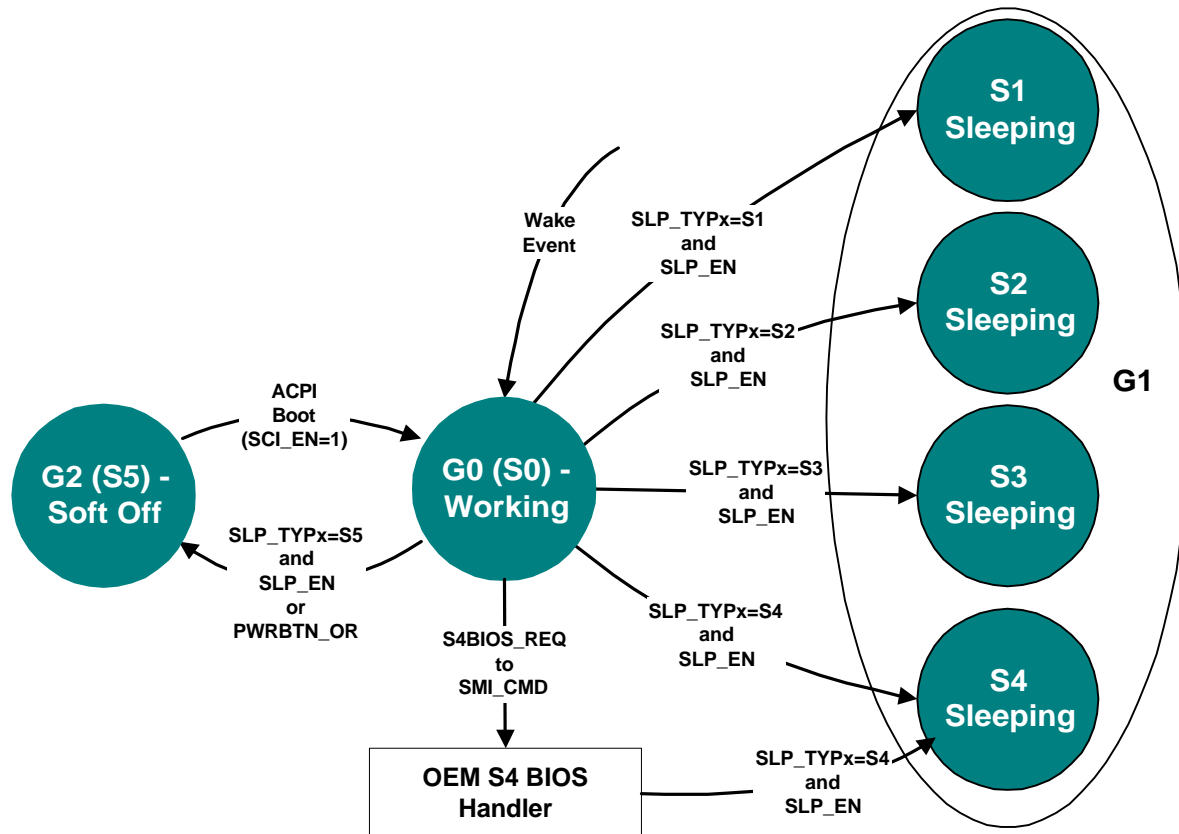 S1
Sleeping
Wake
Event
SLP_TYPx=S1
and
SLP_EN
S2
Sleeping
SLP_TYPx=S2
and
SLP_EN
G1
ACPI
Boot
(SCI_EN=1)
G2 (S5) -
Soft Off
G0 (S0) -
Working
SLP_TYPx=S3
and
SLP_EN
S3
Sleeping
SLP_TYPx=S5
and
SLP_EN
or
PWRBTN_OR
S4BIOS_REQ
to
SMI_CMD
SLP_TYPx=S4
and
SLP_EN
S4
Sleeping
OEM S4 BIOS
Handler
SLP_TYPx=S4
and
SLP_EN